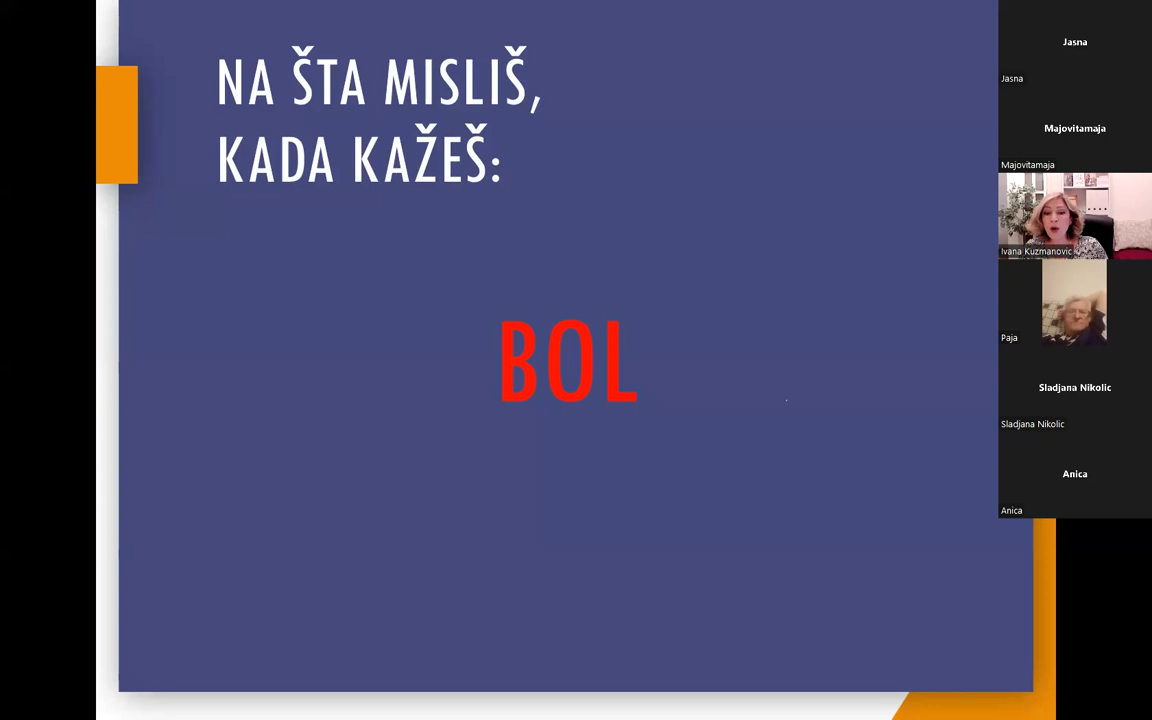 NA ŠTA MISLIŠ,
KADA KAŽEŠ:
BOL
Jasna
Jasna
Majovitamaja
Majovitamaja
Ivana Kuzmanovic
Paja
Sladjana Nikolic
Sladjana Nikolic
Anica
Anica